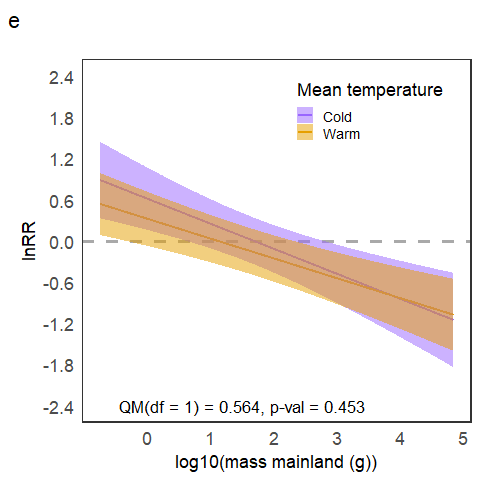 e
Mean temperature
Cold
Warm
2.4
1.8
1.2
0.6
0.0
-0.6
-1.2
-1.8
-2.4
lnRR
QM(df = 1) = 0.564, p-val = 0.453
0 1 2 3 4 5
log10(mass mainland (g))